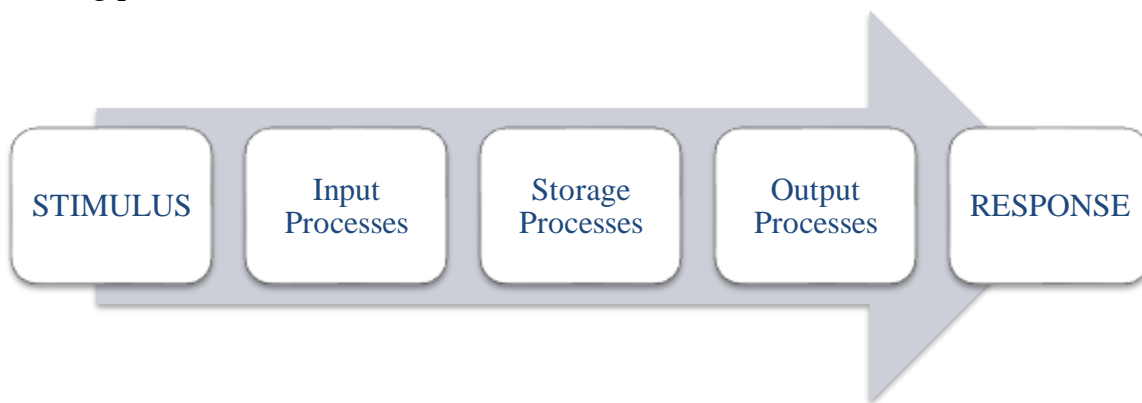 STIMULUS
Input
Processes
Storage
Processes
Output
Processes
RESPONSE